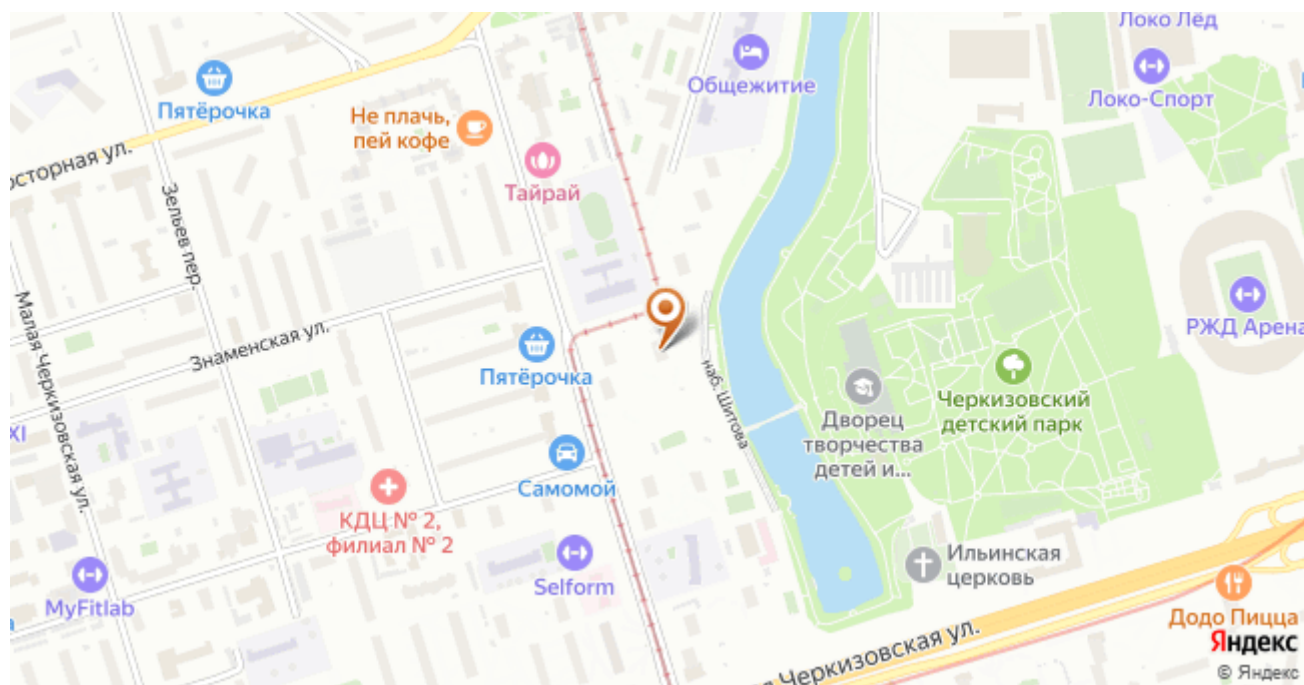 Локо Лёд
Общежитие
Локо-Спорт
Пятёрочка
Не плачь,
пей кофе
Тайрай
осторная ул.
Зельев пер.
Малая Черкизовская ул.
Знаменская ул.
РЖД Арена
Пятёрочка
наб. Шитова
Черкизовский
детский парк
Дворец
творчества
детей и...
XI
Самомой
КДЦ № 2,
филиал № 2
Selform
MyFitlab
Ильинская
церковь
Додо Пицца
ая Черкизовская ул.
Яндекс
© Яндекс